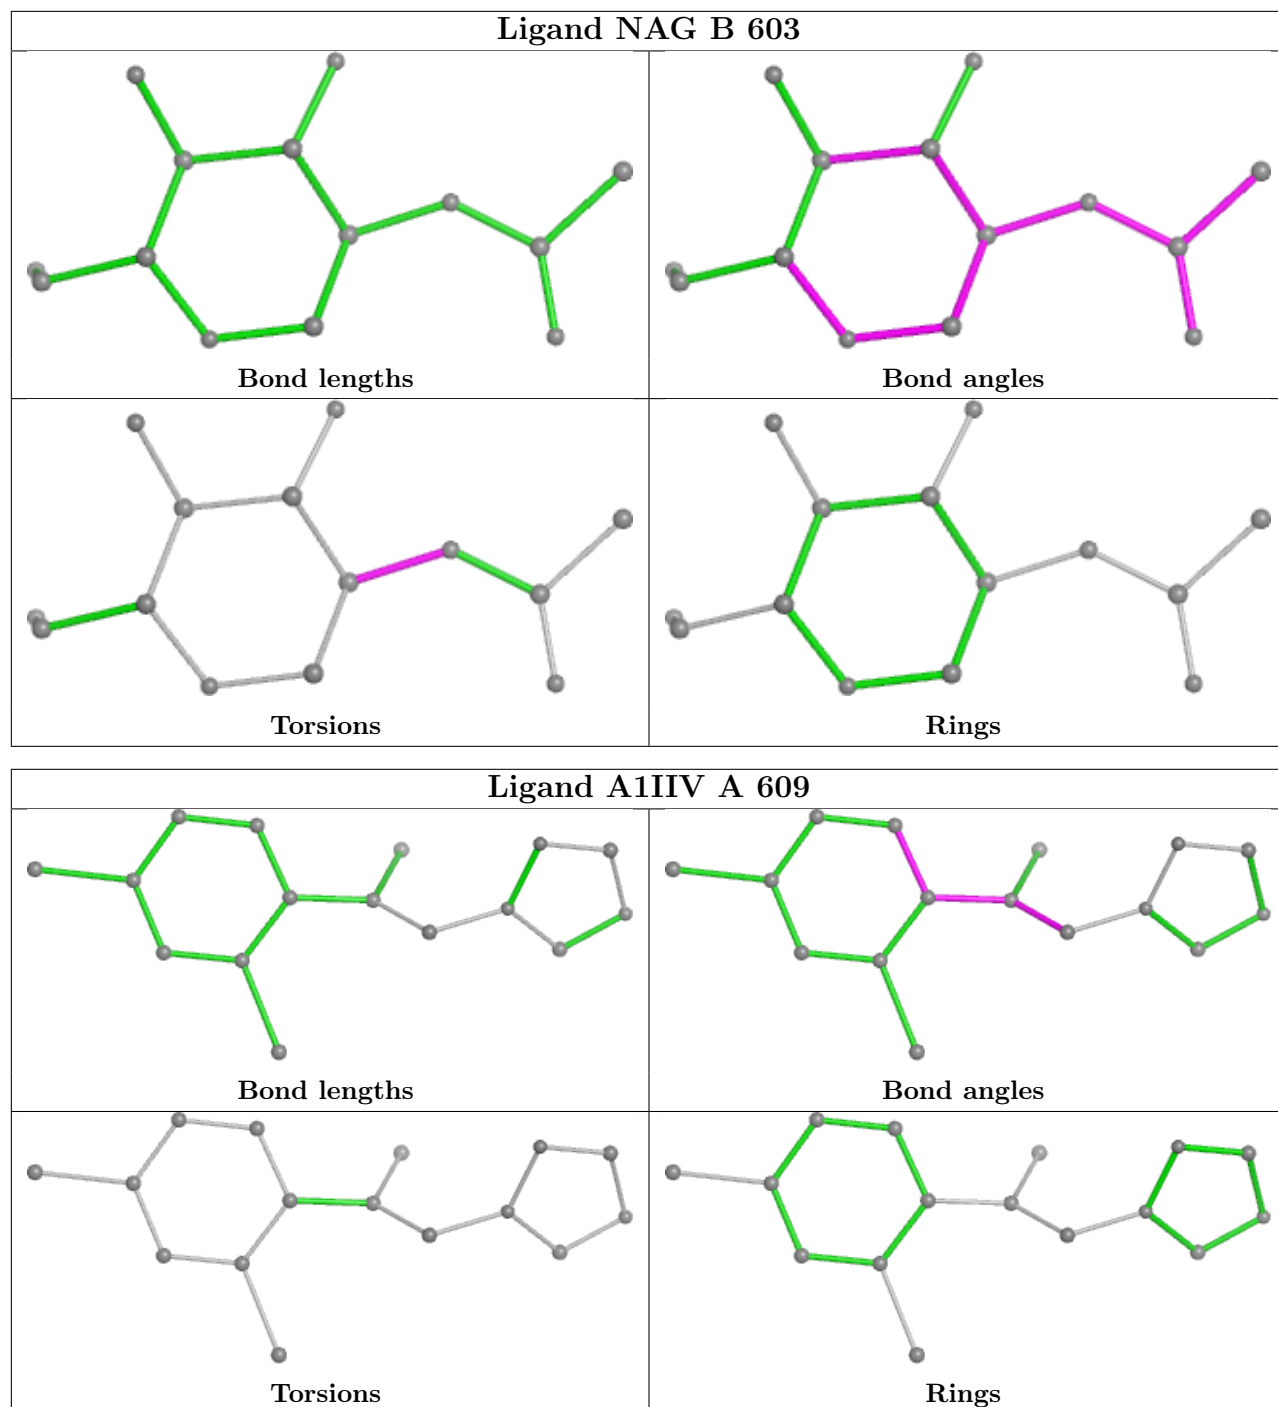 Ligand NAG B 603
Bond lengths
Bond angles
Torsions
Rings
Ligand A1IIV A 609
Bond lengths
Bond angles
Torsions
Rings